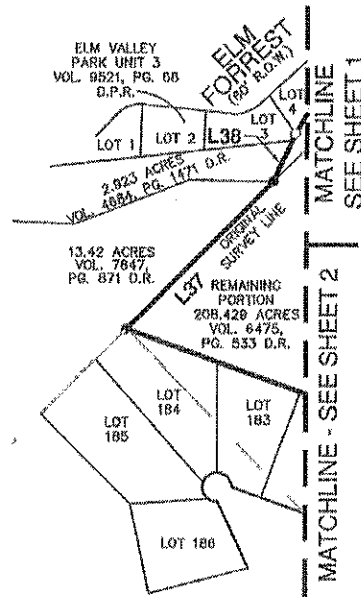 ELM VALLEY
PARK UNIT 3
VOL. 9521, PG. 68
D.P.R.
ELM
FORREST
(50' R.O.W.)
LOT 1
LOT 2
L38
LOT
3
LOT
4
2.923 ACRES
VOL. 4684, PG. 1471 D.R.
13.42 ACRES
VOL. 7647,
PG. 871 D.R.
L37
ORIGINAL
SURVEY LINE
REMAINING
PORTION
208.429 ACRES
VOL. 6475,
PG. 533 D.R.
LOT
185
LOT
184
LOT
183
LOT 186
MATCHLINE
SEE SHEET 1
MATCHLINE - SEE SHEET 2